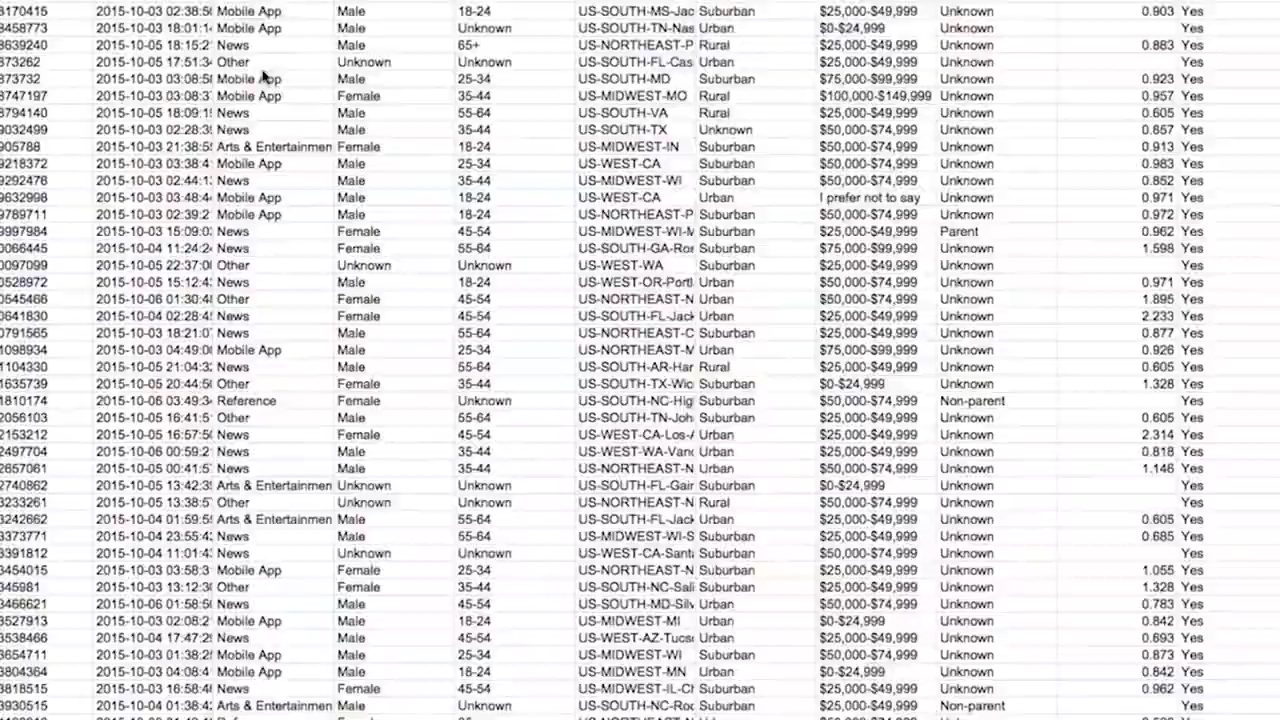 8170415 2015-10-03 02:38:5 Mobile App Male 18-24 US-SOUTH-MS-Jac Suburban $25,000-$49,999 Unknown 0.903 Yes
8458773 2015-10-03 18:01:1 Mobile App Male Unknown US-SOUTH-TN-Nas Urban $0-$24,999 Unknown Yes
8639240 2015-10-05 18:15:2 News Male 65+ US-NORTHEAST-P Rural $25,000-$49,999 Unknown 0.883 Yes
873262 2015-10-05 17:51:3 Other Unknown Unknown US-SOUTH-FL-Cas Urban $25,000-$49,999 Unknown Yes
873732 2015-10-03 03:08:5 Mobile App Male 25-34 US-SOUTH-MD Suburban $75,000-$99,999 Unknown 0.923 Yes
8747197 2015-10-03 03:08:3 Mobile App Female 35-44 US-MIDWEST-MO Rural $100,000-$149,999 Unknown 0.957 Yes
8794140 2015-10-05 18:09:1 News Male 55-64 US-SOUTH-VA Rural $25,000-$49,999 Unknown 0.605 Yes
9032499 2015-10-03 02:28:3 News Male 35-44 US-SOUTH-TX Unknown $50,000-$74,999 Unknown 0.857 Yes
905788 2015-10-03 21:38:5 Arts & Entertainmen Female 18-24 US-MIDWEST-IN Suburban $50,000-$74,999 Unknown 0.913 Yes
9218372 2015-10-03 03:38:4 Mobile App Male 25-34 US-WEST-CA Suburban $50,000-$74,999 Unknown 0.983 Yes
9292478 2015-10-03 02:44:1 News Male 35-44 US-MIDWEST-WI Suburban $50,000-$74,999 Unknown 0.852 Yes
9632998 2015-10-03 03:48:4 Mobile App Male 18-24 US-WEST-CA Urban I prefer not to say Unknown 0.971 Yes
9789711 2015-10-03 02:39:2 Mobile App Male 18-24 US-NORTHEAST-P Suburban $50,000-$74,999 Unknown 0.972 Yes
9997984 2015-10-03 15:09:0 News Female 45-54 US-MIDWEST-WI-M Suburban $25,000-$49,999 Parent 0.962 Yes
0066445 2015-10-04 11:24:2 News Female 55-64 US-SOUTH-GA-Ro Suburban $75,000-$99,999 Unknown 1.598 Yes
0097099 2015-10-05 22:37:0 Other Unknown Unknown US-WEST-WA Suburban $25,000-$49,999 Unknown Yes
0528972 2015-10-05 15:12:4 News Male 18-24 US-WEST-OR-Portl Urban $50,000-$74,999 Unknown 0.971 Yes
0545466 2015-10-06 01:30:4 Other Female 45-54 US-NORTHEAST-N Urban $50,000-$74,999 Unknown 1.895 Yes
0641830 2015-10-04 02:28:4 News Female 45-54 US-SOUTH-FL-Jack Urban $25,000-$49,999 Unknown 2.233 Yes
0791565 2015-10-03 18:21:0 News Male 55-64 US-NORTHEAST-C Suburban $25,000-$49,999 Unknown 0.877 Yes
1098934 2015-10-03 04:49:0 Mobile App Male 25-34 US-NORTHEAST-M Urban $75,000-$99,999 Unknown 0.926 Yes
1104330 2015-10-05 21:04:3 News Male 55-64 US-SOUTH-AR-Har Rural $25,000-$49,999 Unknown 0.605 Yes
1635739 2015-10-05 20:44:5 Other Female 35-44 US-SOUTH-TX-Wic Suburban $0-$24,999 Unknown 1.328 Yes
1810174 2015-10-06 03:49:3 Reference Female Unknown US-SOUTH-NC-Hig Suburban $50,000-$74,999 Non-parent Yes
2056103 2015-10-05 16:41:5 Other Male 55-64 US-SOUTH-TN-Joh Suburban $25,000-$49,999 Unknown 0.605 Yes
2153212 2015-10-05 16:57:5 News Female 45-54 US-WEST-CA-Los-A Urban $25,000-$49,999 Unknown 2.314 Yes
2497704 2015-10-06 00:59:2 News Male 35-44 US-WEST-WA-Vanc Urban $25,000-$49,999 Unknown 0.818 Yes
2657061 2015-10-05 00:41:5 News Male 35-44 US-NORTHEAST-N Urban $50,000-$74,999 Unknown 1.146 Yes
2740862 2015-10-05 13:42:3 Arts & Entertainmen Unknown Unknown US-SOUTH-FL-Gai Suburban $0-$24,999 Unknown Yes
3233261 2015-10-05 13:38:5 Other Unknown Unknown US-NORTHEAST-N Rural $50,000-$74,999 Unknown Yes
3242662 2015-10-04 01:59:5 Arts & Entertainmen Male 55-64 US-SOUTH-FL-Jack Urban $25,000-$49,999 Unknown 0.605 Yes
3373771 2015-10-04 23:55:4 News Male 55-64 US-MIDWEST-WI-S Suburban $25,000-$49,999 Unknown 0.685 Yes
3391812 2015-10-04 11:01:4 News Unknown Unknown US-WEST-CA-Sant Suburban $50,000-$74,999 Unknown Yes
3454015 2015-10-03 03:58:3 Mobile App Female 25-34 US-NORTHEAST-N Suburban $25,000-$49,999 Unknown 1.055 Yes
345981 2015-10-03 13:12:3 Other Female 35-44 US-SOUTH-NC-Sali Suburban $25,000-$49,999 Unknown 1.328 Yes
3466621 2015-10-06 01:58:5 News Male 45-54 US-SOUTH-MD-Silv Urban $50,000-$74,999 Unknown 0.783 Yes
3527913 2015-10-03 02:08:2 Mobile App Male 18-24 US-MIDWEST-MI Urban $0-$24,999 Unknown 0.842 Yes
3538466 2015-10-04 17:47:2 News Male 45-54 US-WEST-AZ-Tucso Urban $25,000-$49,999 Unknown 0.693 Yes
3654711 2015-10-03 01:38:2 Mobile App Male 25-34 US-MIDWEST-WI Suburban $50,000-$74,999 Unknown 0.873 Yes
3804364 2015-10-03 04:08:4 Mobile App Male 18-24 US-MIDWEST-MN Urban $0-$24,999 Unknown 0.842 Yes
3818515 2015-10-03 16:58:4 News Female 45-54 US-MIDWEST-IL-Ch Suburban $25,000-$49,999 Unknown 0.962 Yes
3930515 2015-10-04 01:38:4 Arts & Entertainmen Female Unknown US-SOUTH-NC-Roc Suburban $25,000-$49,999 Non-parent Yes